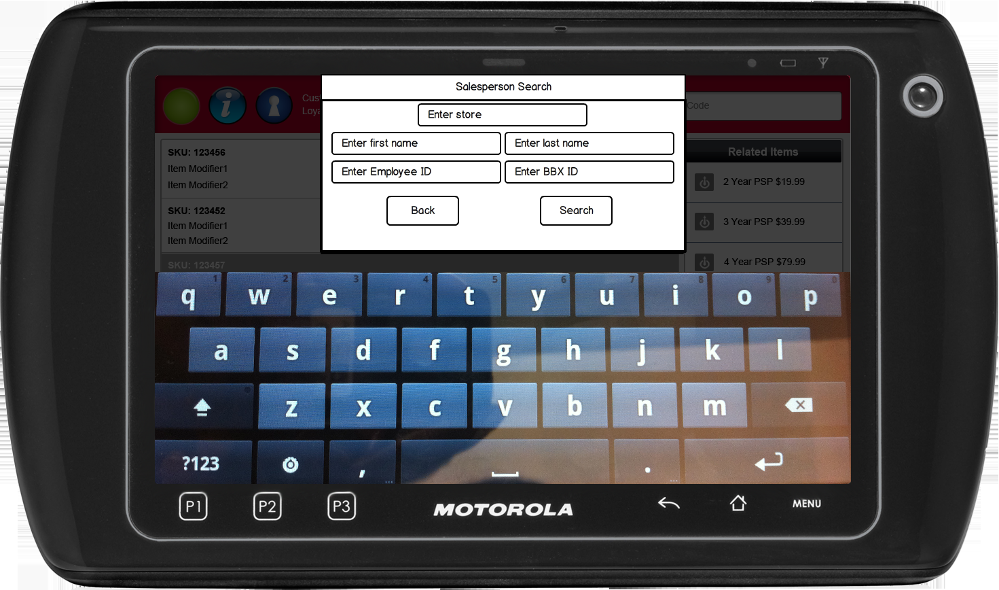 Salesperson Search
Enter store
Enter first name
Enter last name
Enter Employee ID
Enter BBX ID
Back
Search
Cus
Loya
Code
SKU: 123456
Item Modifier1
Item Modifier2
SKU: 123452
Item Modifier1
Item Modifier2
SKU: 123457
Related Items
2 Year PSP $19.99
3 Year PSP $39.99
4 Year PSP $79.99
1 2 3 4 5 6 7 8 9 0
q w e r t y u i o p
a s d f g h j k l
z x c v b n m
?123 , .
P1 P2 P3 MOTOROLA MENU